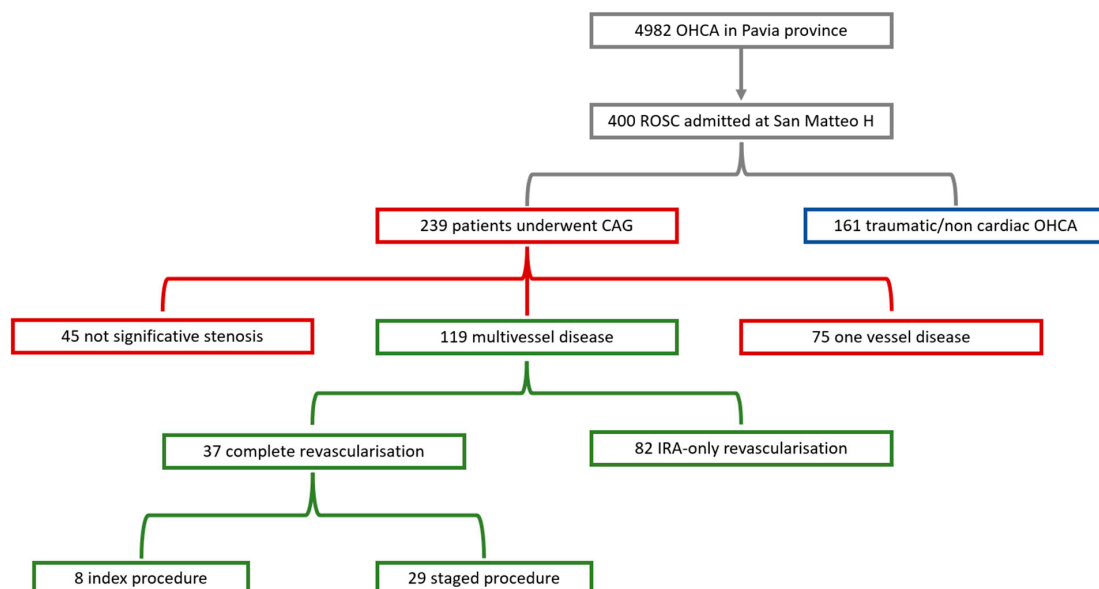 4982 OHCA in Pavia province
400 ROSC admitted at San Matteo H
239 patients underwent CAG
161 traumatic/non cardiac OHCA
45 not significative stenosis
119 multivessel disease
75 one vessel disease
37 complete revascularisation
82 IRA-only revascularisation
8 index procedure
29 staged procedure